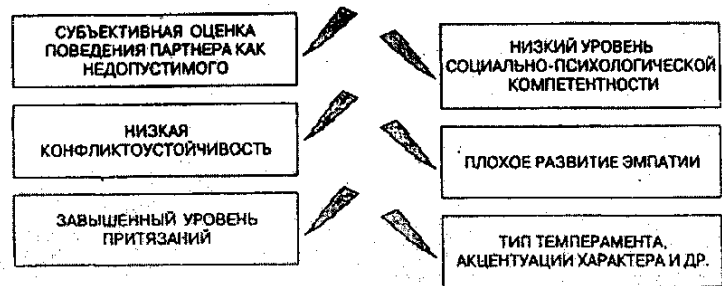 СУБЪЕКТИВНАЯ ОЦЕНКА
ПОВЕДЕНИЯ ПАРТНЕРА КАК
НЕДОПУСТИМОГО
НИЗКАЯ
КОНФЛИКТОУСТОЙЧИВОСТЬ
ЗАВЫШЕННЫЙ УРОВЕНЬ
ПРИТЯЗАНИЙ
НИЗКИЙ УРОВЕНЬ
СОЦИАЛЬНО-ПСИХОЛОГИЧЕСКОЙ
КОМПЕТЕНТНОСТИ
ПЛОХОЕ РАЗВИТИЕ ЭМПАТИИ
ТИП ТЕМПЕРАМЕНТА,
АКЦЕНТУАЦИИ ХАРАКТЕРА И ДР.